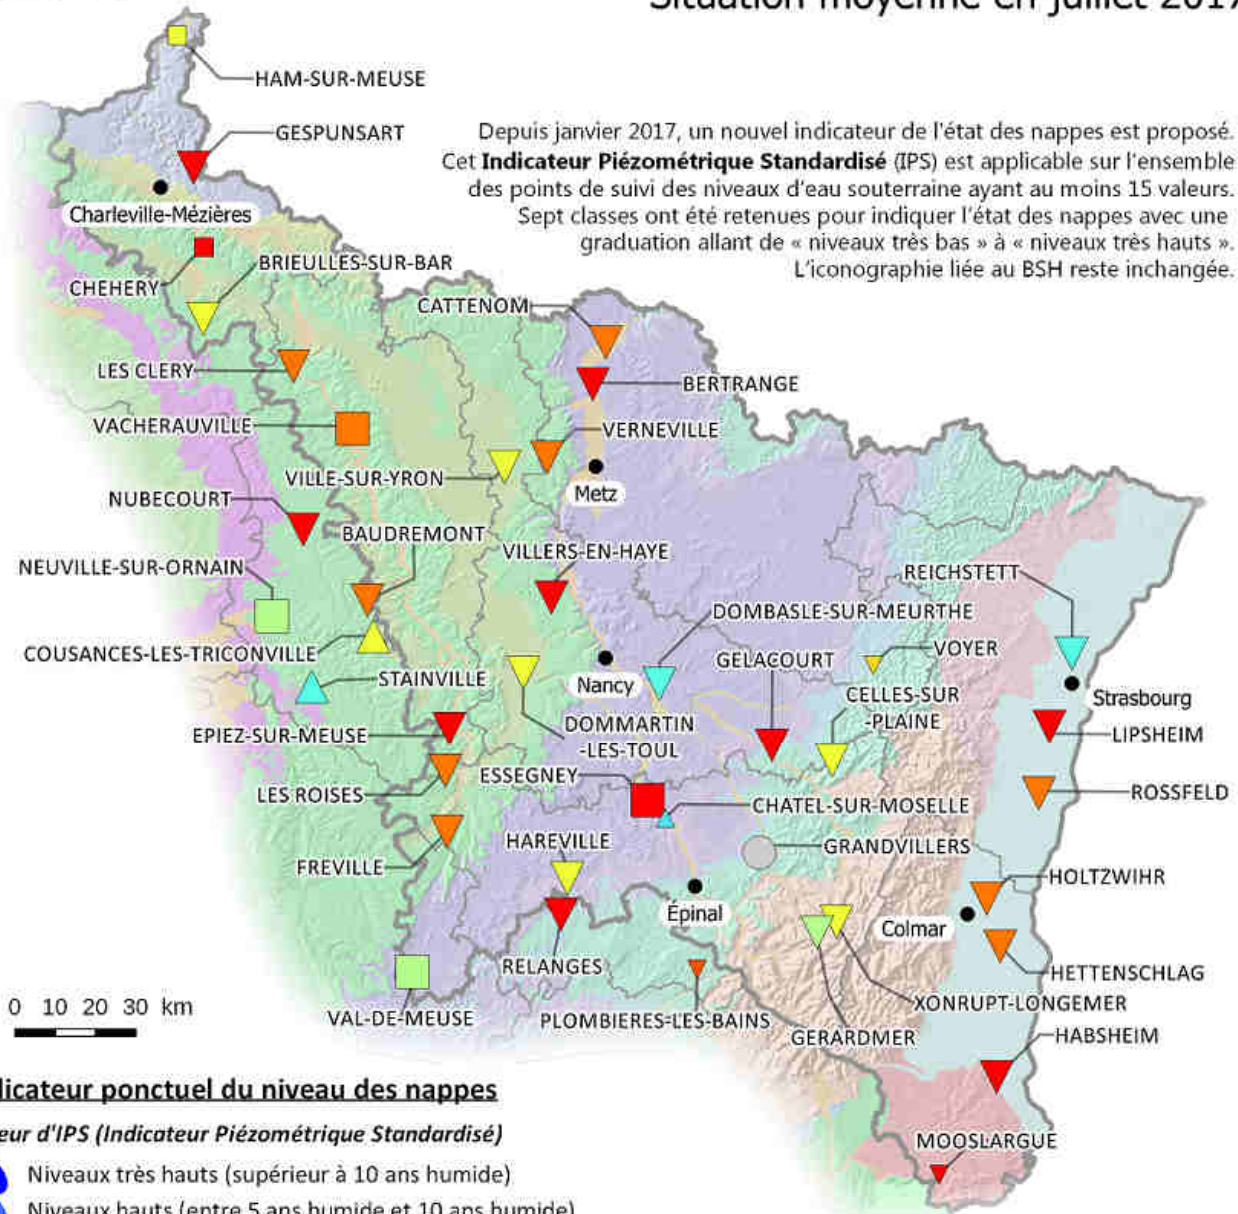 Situation moyenne en juillet 2017
HAM-SUR-MEUSE
GESPUNSART
Depuis janvier 2017, un nouvel indicateur de l'état des nappes est proposé.
Cet Indicateur Piézométrique Standardisé (IPS) est applicable sur l'ensemble
des points de suivi des niveaux d'eau souterraine ayant au moins 15 valeurs.
Sept classes ont été retenues pour indiquer l'état des nappes avec une
graduation allant de « niveaux très bas » à « niveaux très hauts ».
L'iconographie liée au BSH reste inchangée.
Charleville-Mézières
BRIEULLES-SUR-BAR
CHEHERY
CATTENOM
LES CLERY
BERTRANGE
VACHERAUVILLE
VERNEVILLE
VILLE-SUR-YRON
Metz
NUBECOURT
BAUDREMONT
VILLERS-EN-HAYE
NEUVILLE-SUR-ORNAIN
REICHSTETT
DOMBASLE-SUR-MEURTHE
COUSANCES-LES-TRICONVILLE
GELACOURT
VOYER
STAINVILLE
Nancy
CELLES-SUR
-PLAINE
Strasbourg
EPIEZ-SUR-MEUSE
DOMMARTIN
-LES-TOUL
LIPSHEIM
ESSEGNEY
LES ROISES
CHATEL-SUR-MOSELLE
ROSSFELD
HAREVILLE
GRANDVILLERS
FREVILLE
HOLTZWIHR
Épinal
Colmar
RELANGES
HETTENSCHLAG
XONRUPT-LONGEMER
0 10 20 30 km
VAL-DE-MEUSE
PLOMBIERES-LES-BAINS
GERARDMER
HABSHEIM
dicateur ponctuel du niveau des nappes
eur d'IPS (Indicateur Piézométrique Standardisé)
MOOSLARGUE
Niveaux très hauts (supérieur à 10 ans humide)
Niveaux hauts (entre 5 ans humide et 10 ans humide)